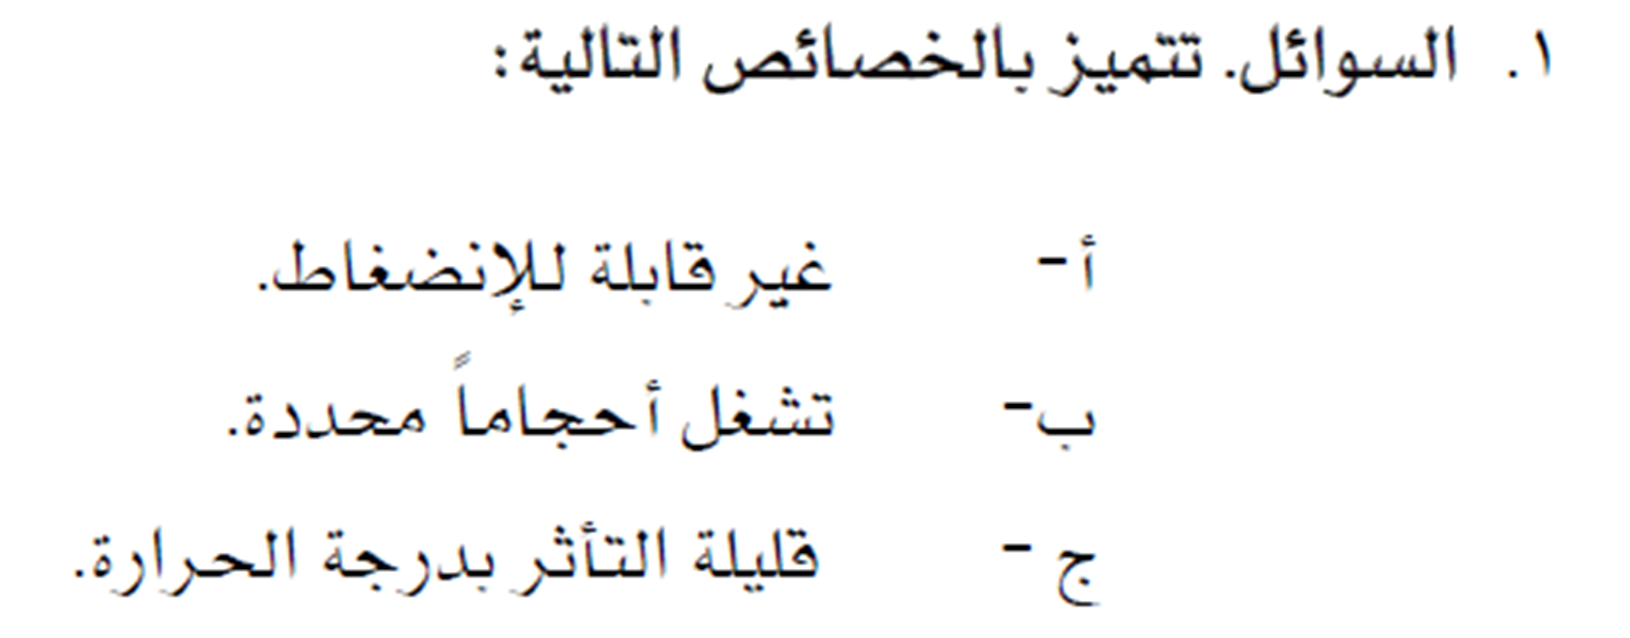 ١. السوائل. تتميز بالخصائص التالية:
أ- غير قابلة للإنضغاط.
ب- تشغل أحجاماً محددة.
ج- قليلة التأثر بدرجة الحرارة.